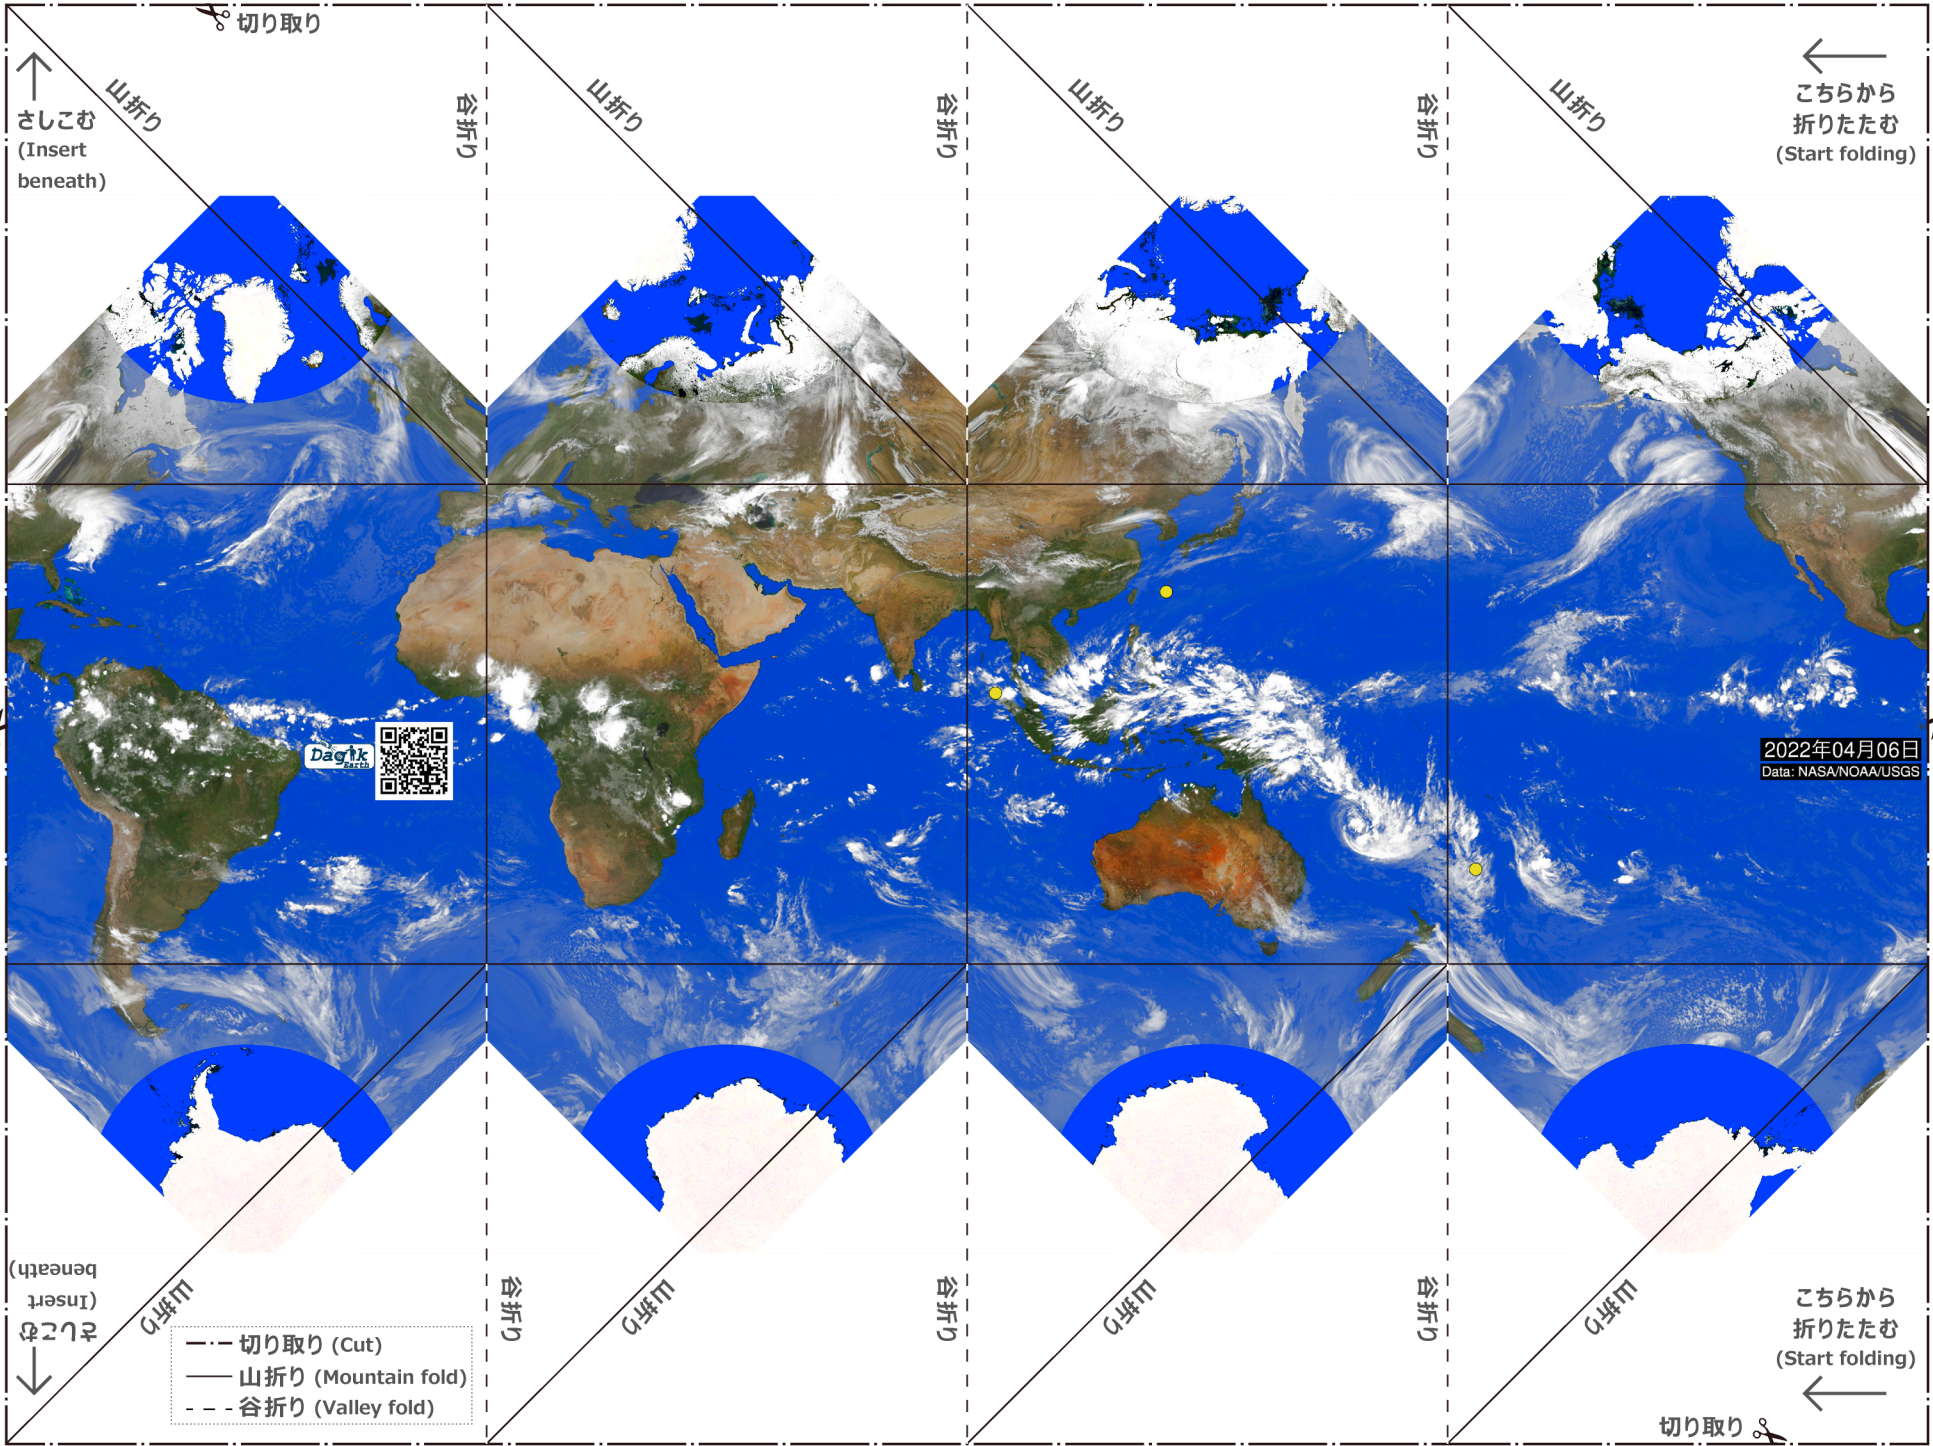 切り取り
山折り
谷折り
山折り
谷折り
山折り
谷折り
山折り
さしこむ
(Insert
beneath)
こちらから
折りたたむ
(Start folding)
Dagik
Earth
2022年04月06日
Data: NASA/NOAA/USGS
さしこむ
(Insert
beneath)
山折り
谷折り
山折り
谷折り
山折り
谷折り
山折り
こちらから
折りたたむ
(Start folding)
切り取り (Cut)
山折り (Mountain fold)
谷折り (Valley fold)
切り取り